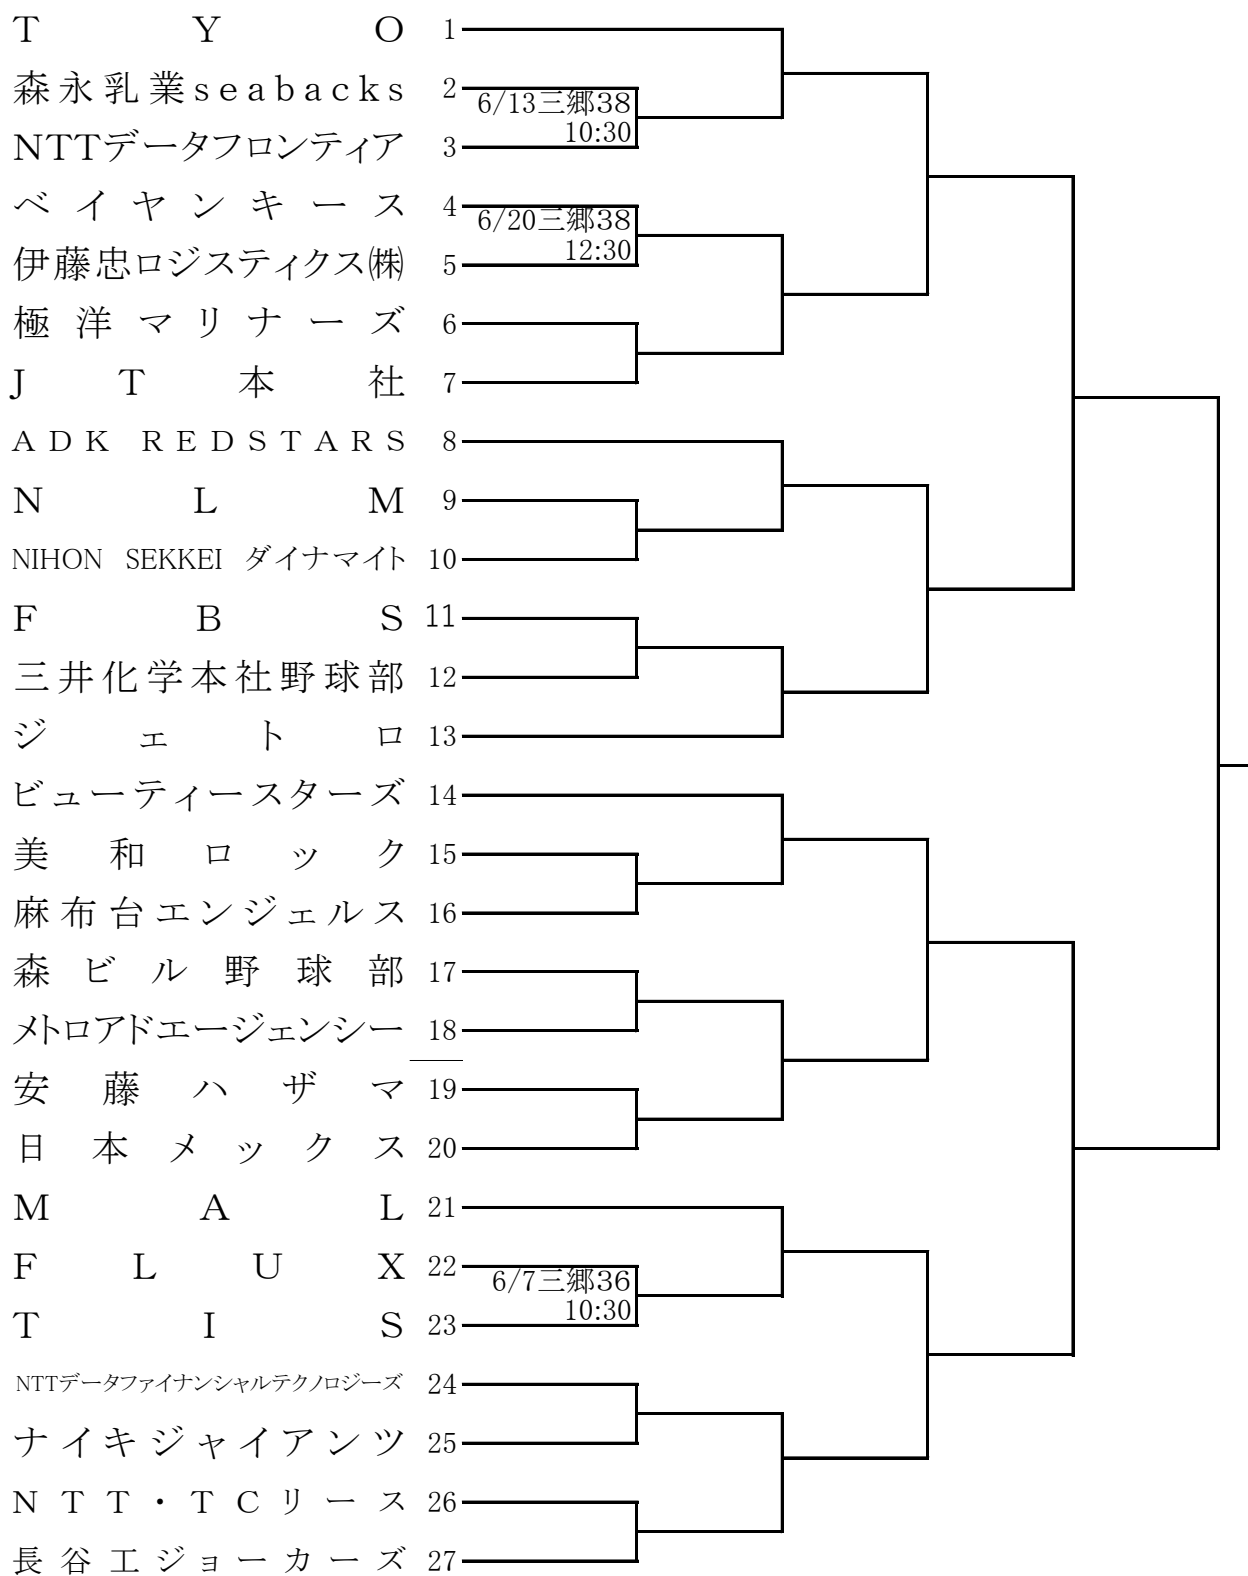 TYO 1
森永乳業seabacks 2
6/13三郷38
10:30
NTTデータフロンティア 3
ベイヤンキース 4
6/20三郷38
12:30
伊藤忠ロジスティクス㈱ 5
極洋マリナーズ 6
JT本社 7
ADK REDSTARS 8
NLM 9
NIHON SEKKEI ダイナマイト 10
FBS 11
三井化学本社野球部 12
ジェトロ 13
ビューティースターズ 14
美和ロック 15
麻布台エンジェルス 16
森ビル野球部 17
メトロアドエージェンシー 18
安藤ハザマ 19
日本メックス 20
MAL 21
FLUX 22
6/7三郷36
10:30
TIS 23
NTTデータファイナンシャルテクノロジーズ 24
ナイキジャイアンツ 25
NTT・TCリース 26
長谷工ジョーカーズ 27